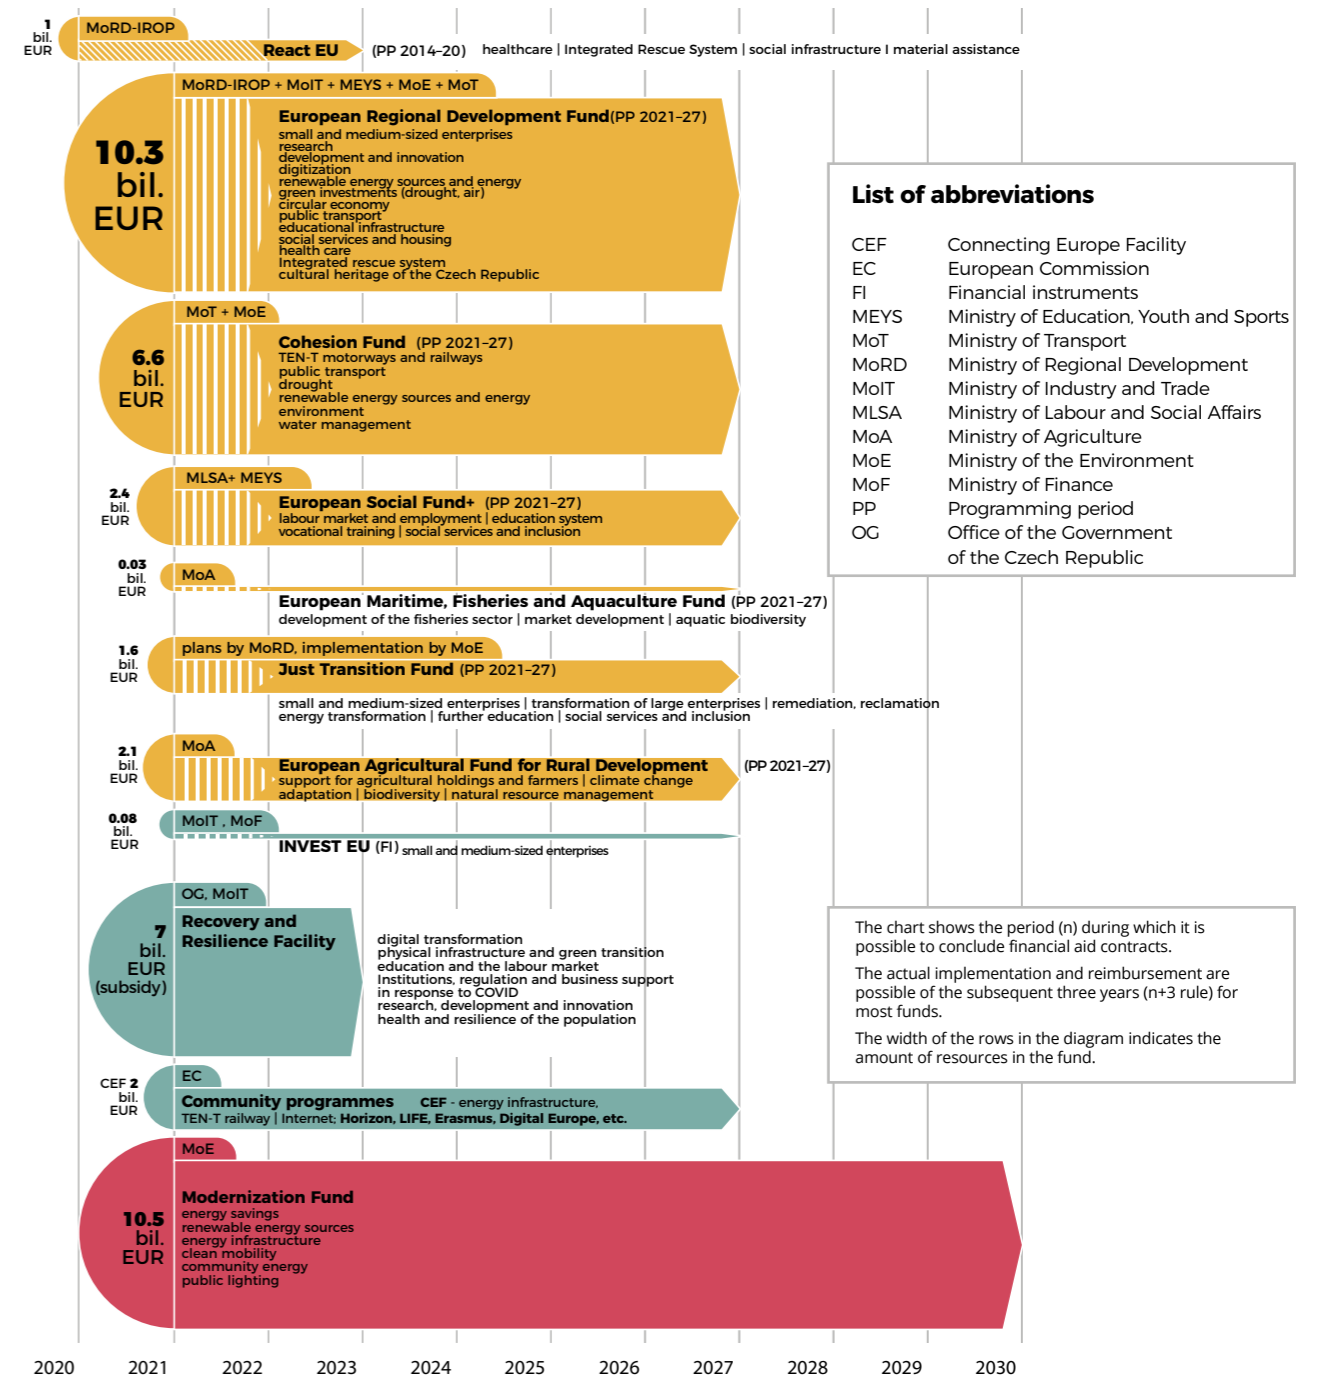 1
bil.
EUR
MoRD-IROP
React EU
(PP 2014–20)
healthcare | Integrated Rescue System | social infrastructure I material assistance
MoRD-IROP + MoIT + MEYS + MoE + MoT
10.3
bil.
EUR
European Regional Development Fund(PP 2021–27)
small and medium-sized enterprises
research
development and innovation
digitization
renewable energy sources and energy
green investments (drought, air)
circular economy
public transport
educational infrastructure
social services and housing
health care
Integrated rescue system
cultural heritage of the Czech Republic
MoT + MoE
6.6
bil.
EUR
Cohesion Fund (PP 2021–27)
TEN-T motorways and railways
public transport
drought
renewable energy sources and energy
environment
water management
MLSA+ MEYS
2.4
bil.
EUR
European Social Fund+ (PP 2021–27)
labour market and employment | education system
vocational training | social services and inclusion
0.03
bil.
EUR
MoA
European Maritime, Fisheries and Aquaculture Fund (PP 2021–27)
development of the fisheries sector | market development | aquatic biodiversity
1.6
bil.
EUR
plans by MoRD, implementation by MoE
Just Transition Fund (PP 2021–27)
small and medium-sized enterprises | transformation of large enterprises | remediation, reclamation
energy transformation | further education | social services and inclusion
2.1
bil.
EUR
MoA
European Agricultural Fund for Rural Development
(PP 2021–27)
support for agricultural holdings and farmers | climate change
adaptation | biodiversity | natural resource management
0.08
bil.
EUR
MoIT , MoF
INVEST EU (FI) small and medium-sized enterprises
OG, MoIT
7
bil.
EUR
(subsidy)
Recovery and
Resilience Facility
digital transformation
physical infrastructure and green transition
education and the labour market
Institutions, regulation and business support
in response to COVID
research, development and innovation
health and resilience of the population
CEF 2
bil.
EUR
EC
Community programmes CEF - energy infrastructure,
TEN-T railway | Internet; Horizon, LIFE, Erasmus, Digital Europe, etc.
MoE
10.5
bil.
EUR
Modernization Fund
energy savings
renewable energy sources
energy infrastructure
clean mobility
community energy
public lighting
List of abbreviations
CEF Connecting Europe Facility
EC European Commission
FI Financial instruments
MEYS Ministry of Education, Youth and Sports
MoT Ministry of Transport
MoRD Ministry of Regional Development
MoIT Ministry of Industry and Trade
MLSA Ministry of Labour and Social Affairs
MoA Ministry of Agriculture
MoE Ministry of the Environment
MoF Ministry of Finance
PP Programming period
OG Office of the Government
of the Czech Republic
The chart shows the period (n) during which it is
possible to conclude financial aid contracts.
The actual implementation and reimbursement are
possible of the subsequent three years (n+3 rule) for
most funds.
The width of the rows in the diagram indicates the
amount of resources in the fund.
2020 2021 2022 2023 2024 2025 2026 2027 2028 2029 2030